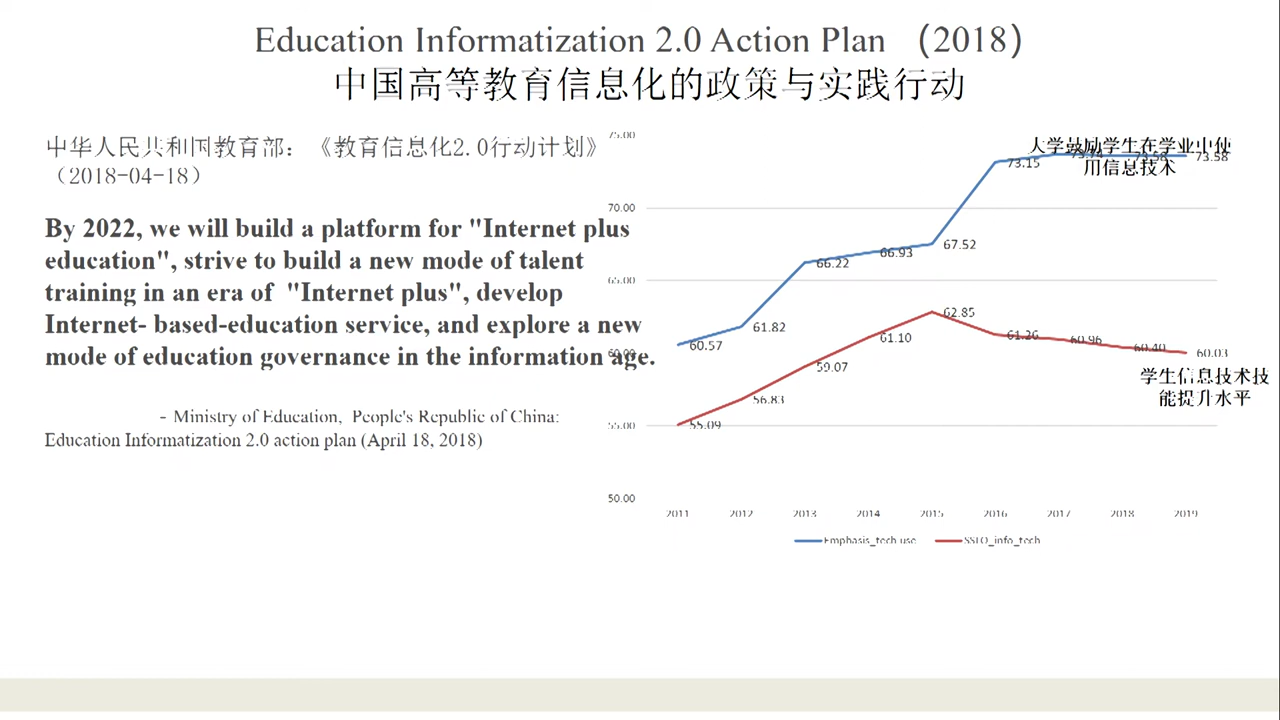 Education Informatization 2.0 Action Plan （2018）
中国高等教育信息化的政策与实践行动
中华人民共和国教育部：《教育信息化2.0行动计划》
（2018-04-18）
By 2022, we will build a platform for "Internet plus
education", strive to build a new mode of talent
training in an era of "Internet plus", develop
Internet- based-education service, and explore a new
mode of education governance in the information age.
- Ministry of Education, People's Republic of China:
Education Informatization 2.0 action plan (April 18, 2018)
75.00
70.00
65.00
60.00
55.00
50.00
大学鼓励学生在学业中使
用信息技术
60.57
61.82
66.22
66.93
67.52
73.15
73.58
73.58
55.09
56.83
59.07
61.10
62.85
61.26
60.96
60.40
60.03
学生信息技术技
能提升水平
2011 2012 2013 2014 2015 2016 2017 2018 2019
Emphasis_tech use SSLO_info_tech